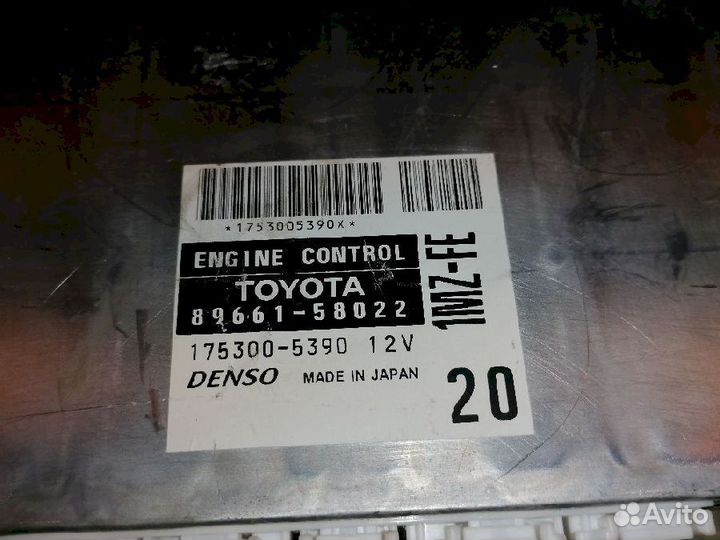 *1753005390X*
ENGINE CONTROL
TOYOTA
89661-58022
1MZ-FE
175300-5390 12V
DENSO MADE IN JAPAN
20
Avito